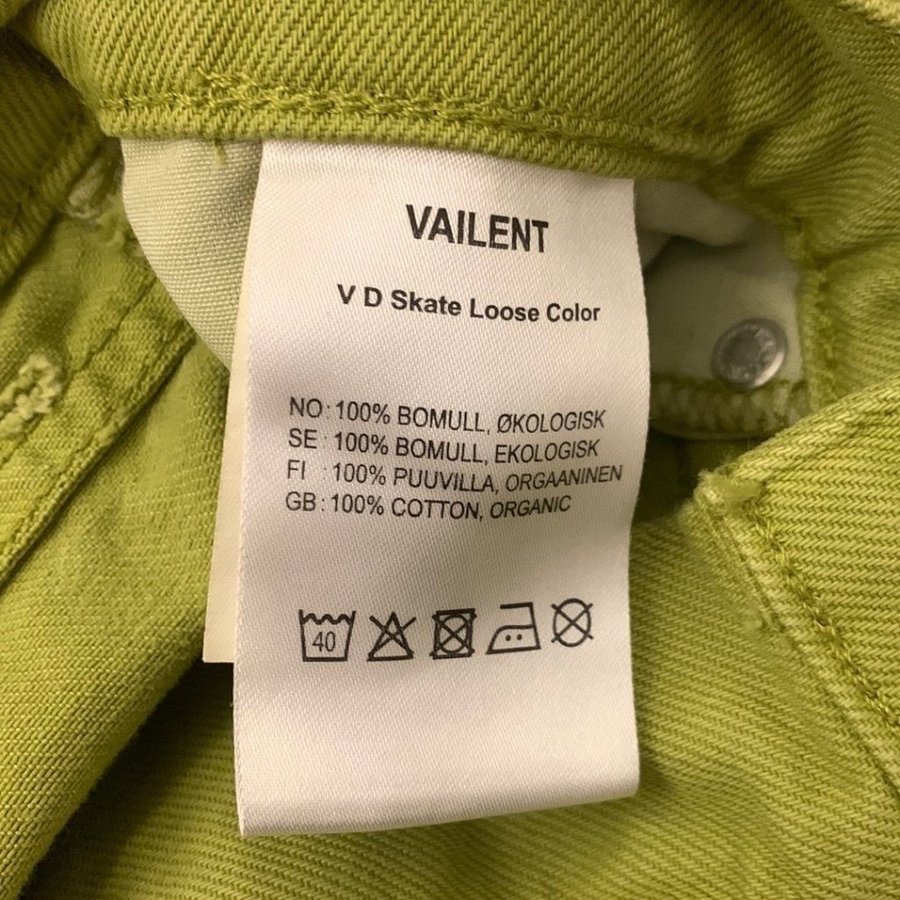 VAILENT
V D Skate Loose Color
NO: 100% BOMULL, ØKOLOGISK
SE: 100% BOMULL, EKOLOGISK
FI : 100% PUUVILLA, ORGAANINEN
GB: 100% COTTON, ORGANIC
40